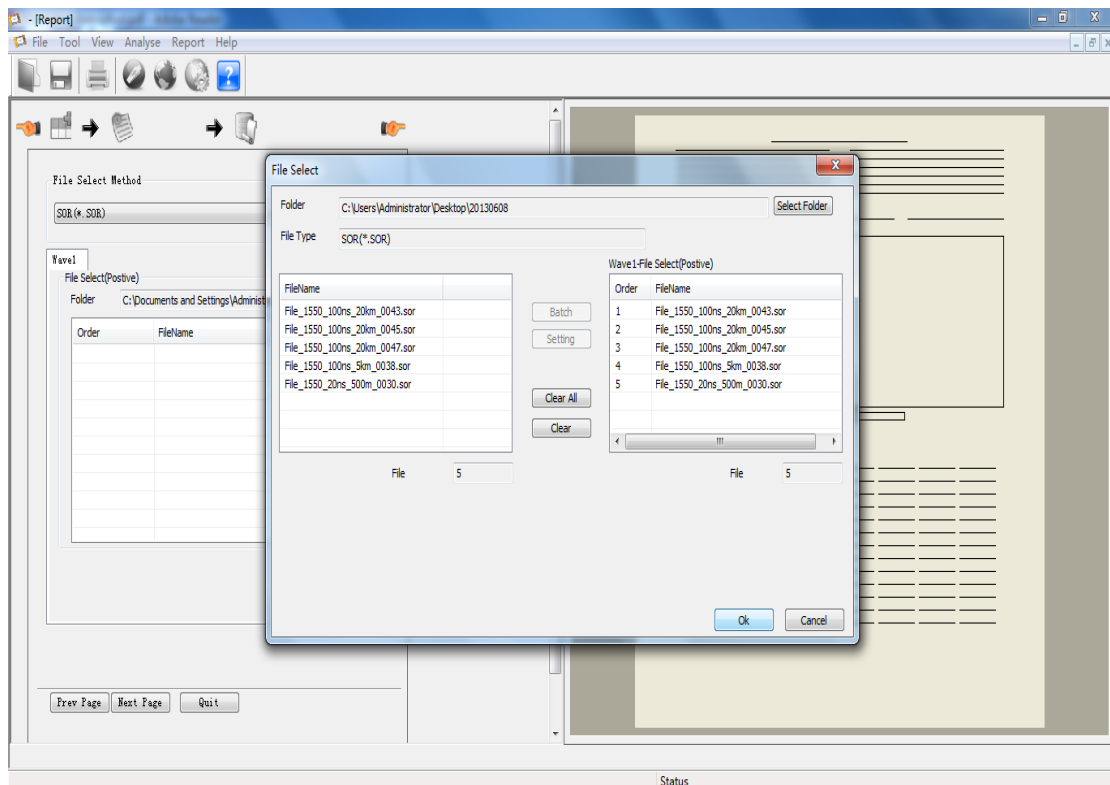 - [Report]
File Tool View Analyse Report Help
File Select Method
SOR(*.SOR)
Wave1
File Select(Postive)
Folder C:\Documents and Settings\Administ
Order FileName
Prev Page Next Page Quit
File Select
Folder C:\Users\Administrator\Desktop\20130608 Select Folder
File Type SOR(*.SOR)
Wave1-File Select(Postive)
FileName
File_1550_100ns_20km_0043.sor
File_1550_100ns_20km_0045.sor
File_1550_100ns_20km_0047.sor
File_1550_100ns_5km_0038.sor
File_1550_20ns_500m_0030.sor
File 5
Batch
Setting
Clear All
Clear
Order FileName
1 File_1550_100ns_20km_0043.sor
2 File_1550_100ns_20km_0045.sor
3 File_1550_100ns_20km_0047.sor
4 File_1550_100ns_5km_0038.sor
5 File_1550_20ns_500m_0030.sor
File 5
Ok Cancel
Status